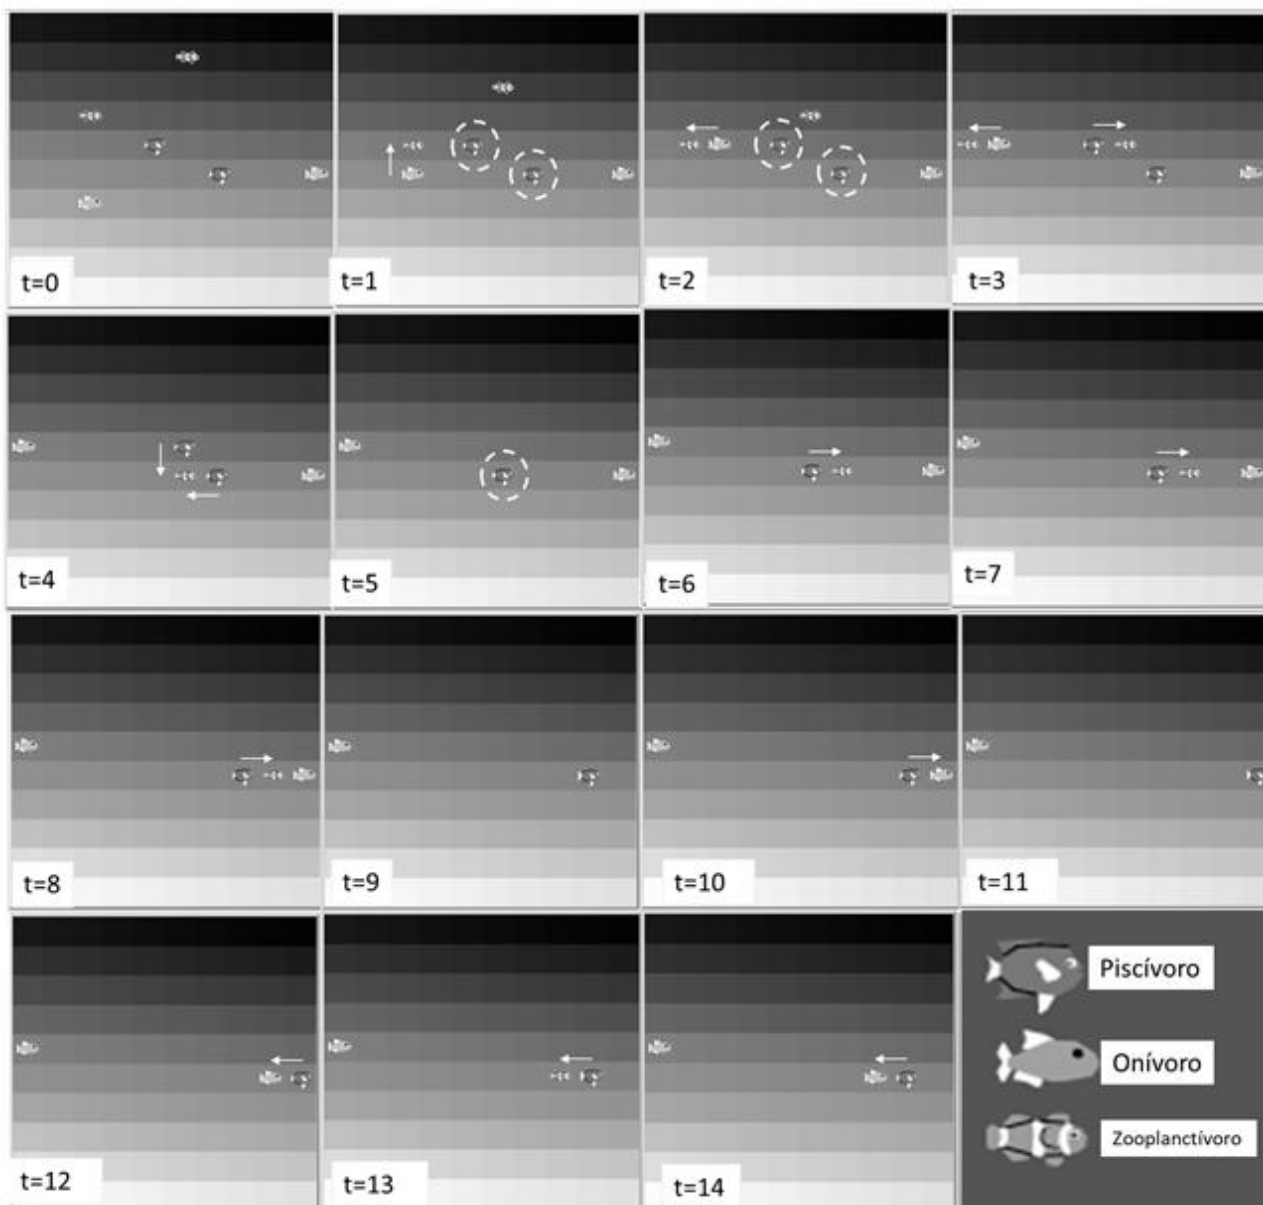 t=0
t=1
t=2
t=3
t=4
t=5
t=6
t=7
t=8
t=9
t=10
t=11
t=12
t=13
t=14
Piscívoro
Onívoro
Zooplanctívoro